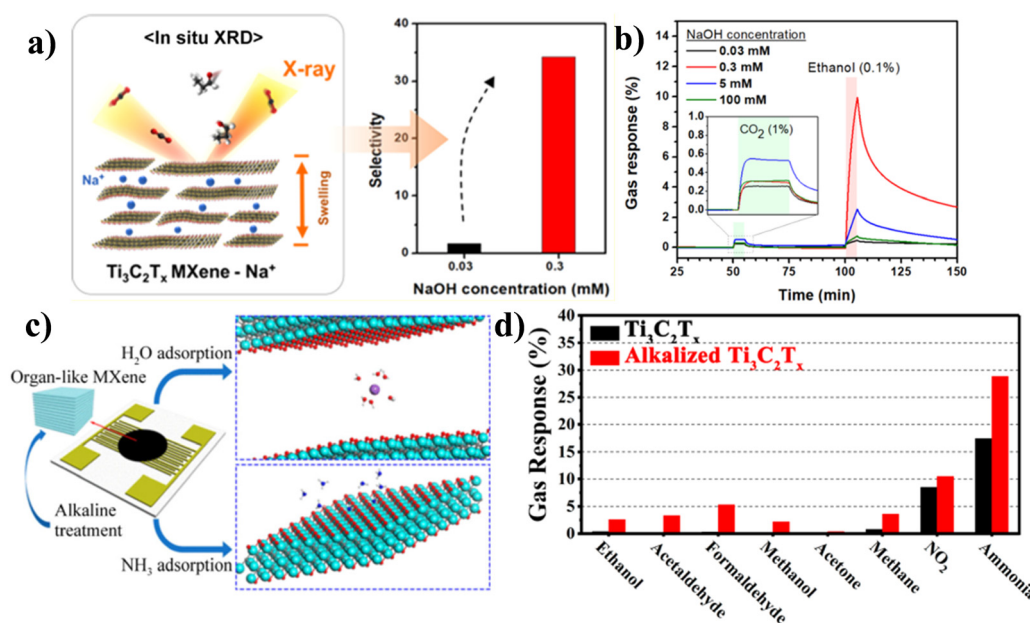 a)
<In situ XRD>
X-ray
Na⁺
Swelling
Ti₃C₂Tₓ MXene - Na⁺
Selectivity
40
30
20
10
0
0.03
0.3
NaOH concentration (mM)
b)
Gas response (%)
14
12
10
8
6
4
2
0
NaOH concentration
0.03 mM
0.3 mM
5 mM
100 mM
Ethanol (0.1%)
CO₂ (1%)
1.0
0.8
0.6
0.4
0.2
0.0
25
50
75
100
125
150
Time (min)
c)
H₂O adsorption
Organ-like MXene
Alkaline
treatment
NH₃ adsorption
d)
Gas Response (%)
40
35
30
25
20
15
10
5
0
Ti₃C₂Tₓ
Alkalized Ti₃C₂Tₓ
Ethanol
Acetaldehyde
Formaldehyde
Methanol
Acetone
Methane
NO₂
Ammonia